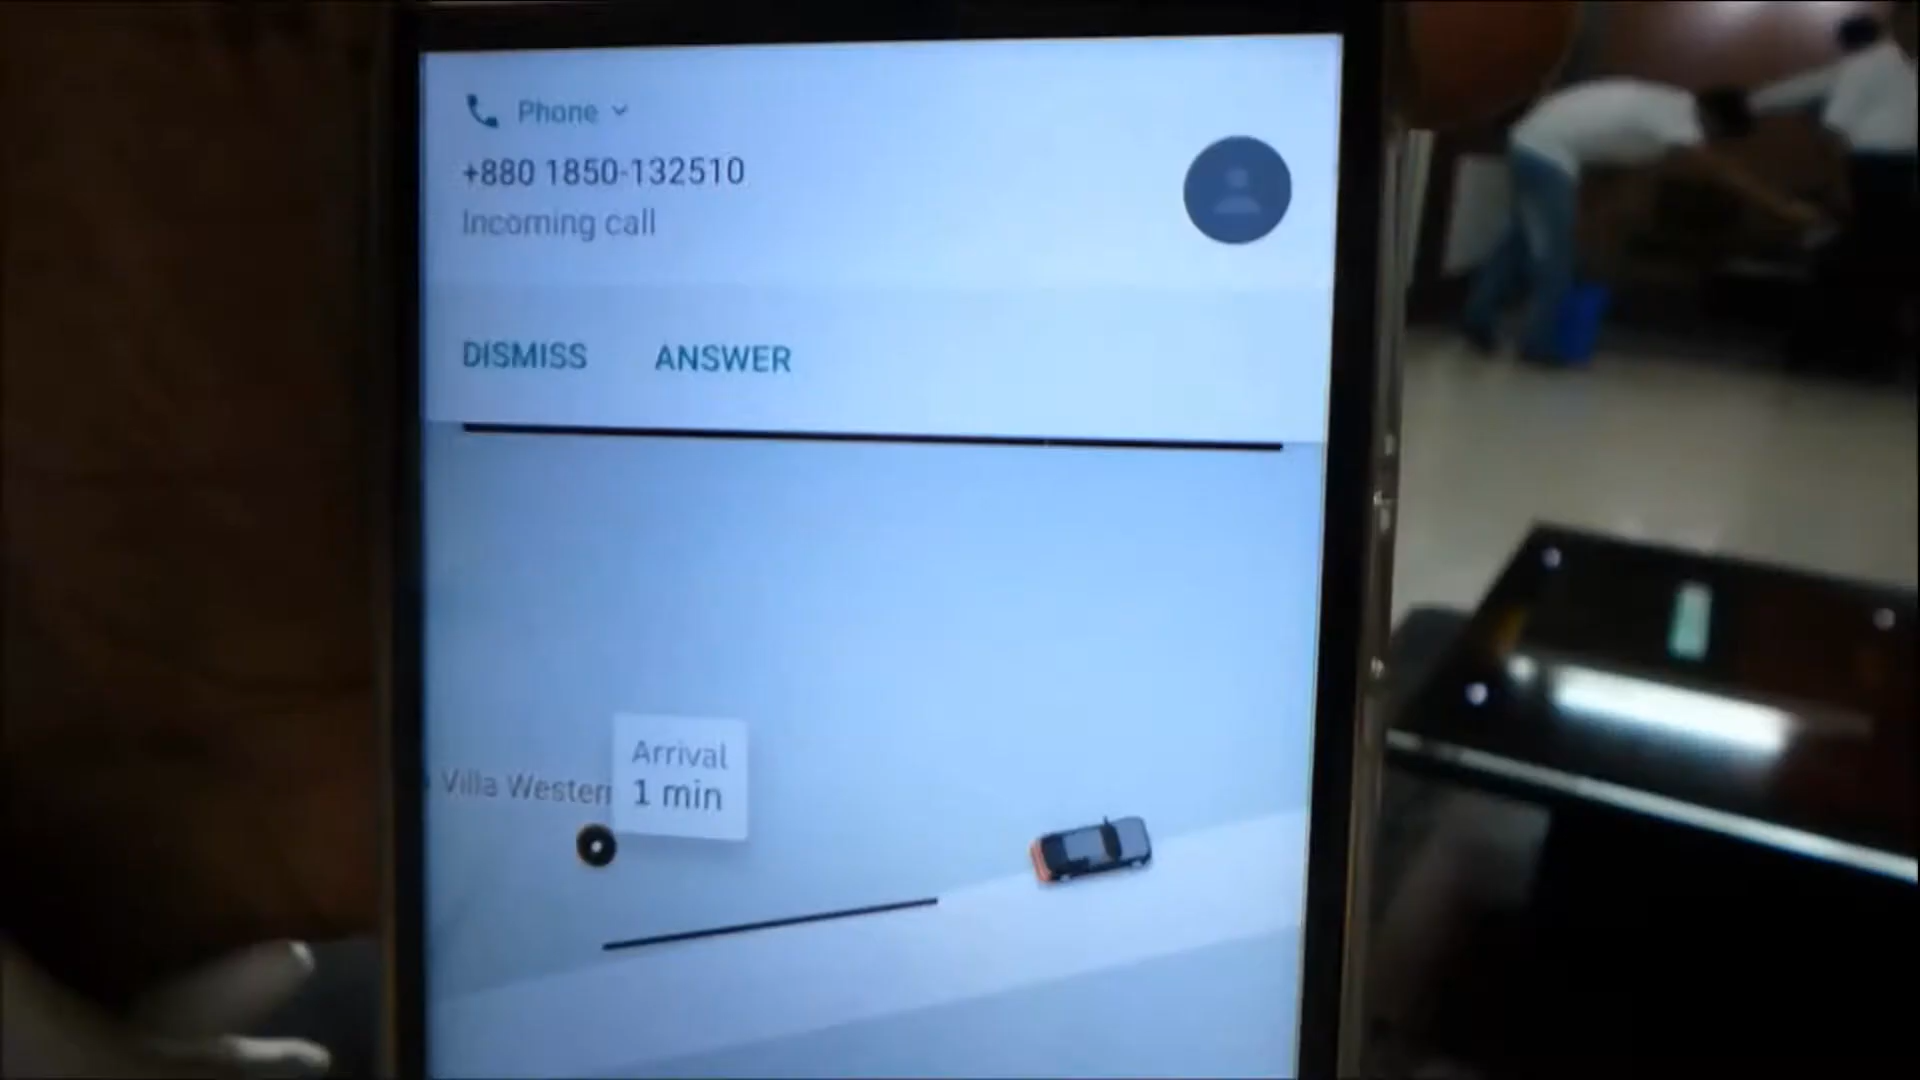 Phone
+880 1850-132510
Incoming call
DISMISS ANSWER
Arrival
Villa Western
1 min